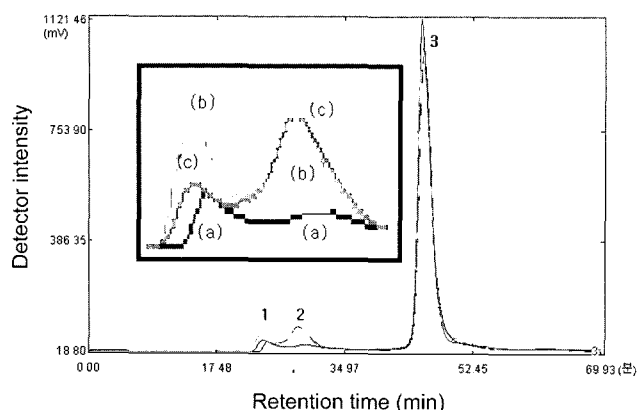 1121 46
(mV)
753 90
386 35
18 80
Detector intensity
(b)
(c)
(c)
(b)
(a)
(a)
1
2
3
0 00
17 48
34 97
52.45
69 93 (분)
Retention time (min)